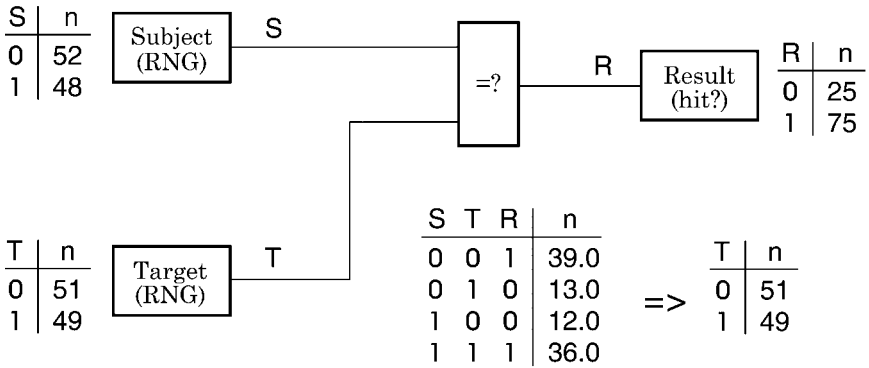 S n
0 52
1 48
Subject
(RNG)
S
=?
R
Result
(hit?)
R n
0 25
1 75
T n
0 51
1 49
Target
(RNG)
T
S T R n
0 0 1 39.0
0 1 0 13.0
1 0 0 12.0
1 1 1 36.0
=>
T n
0 51
1 49